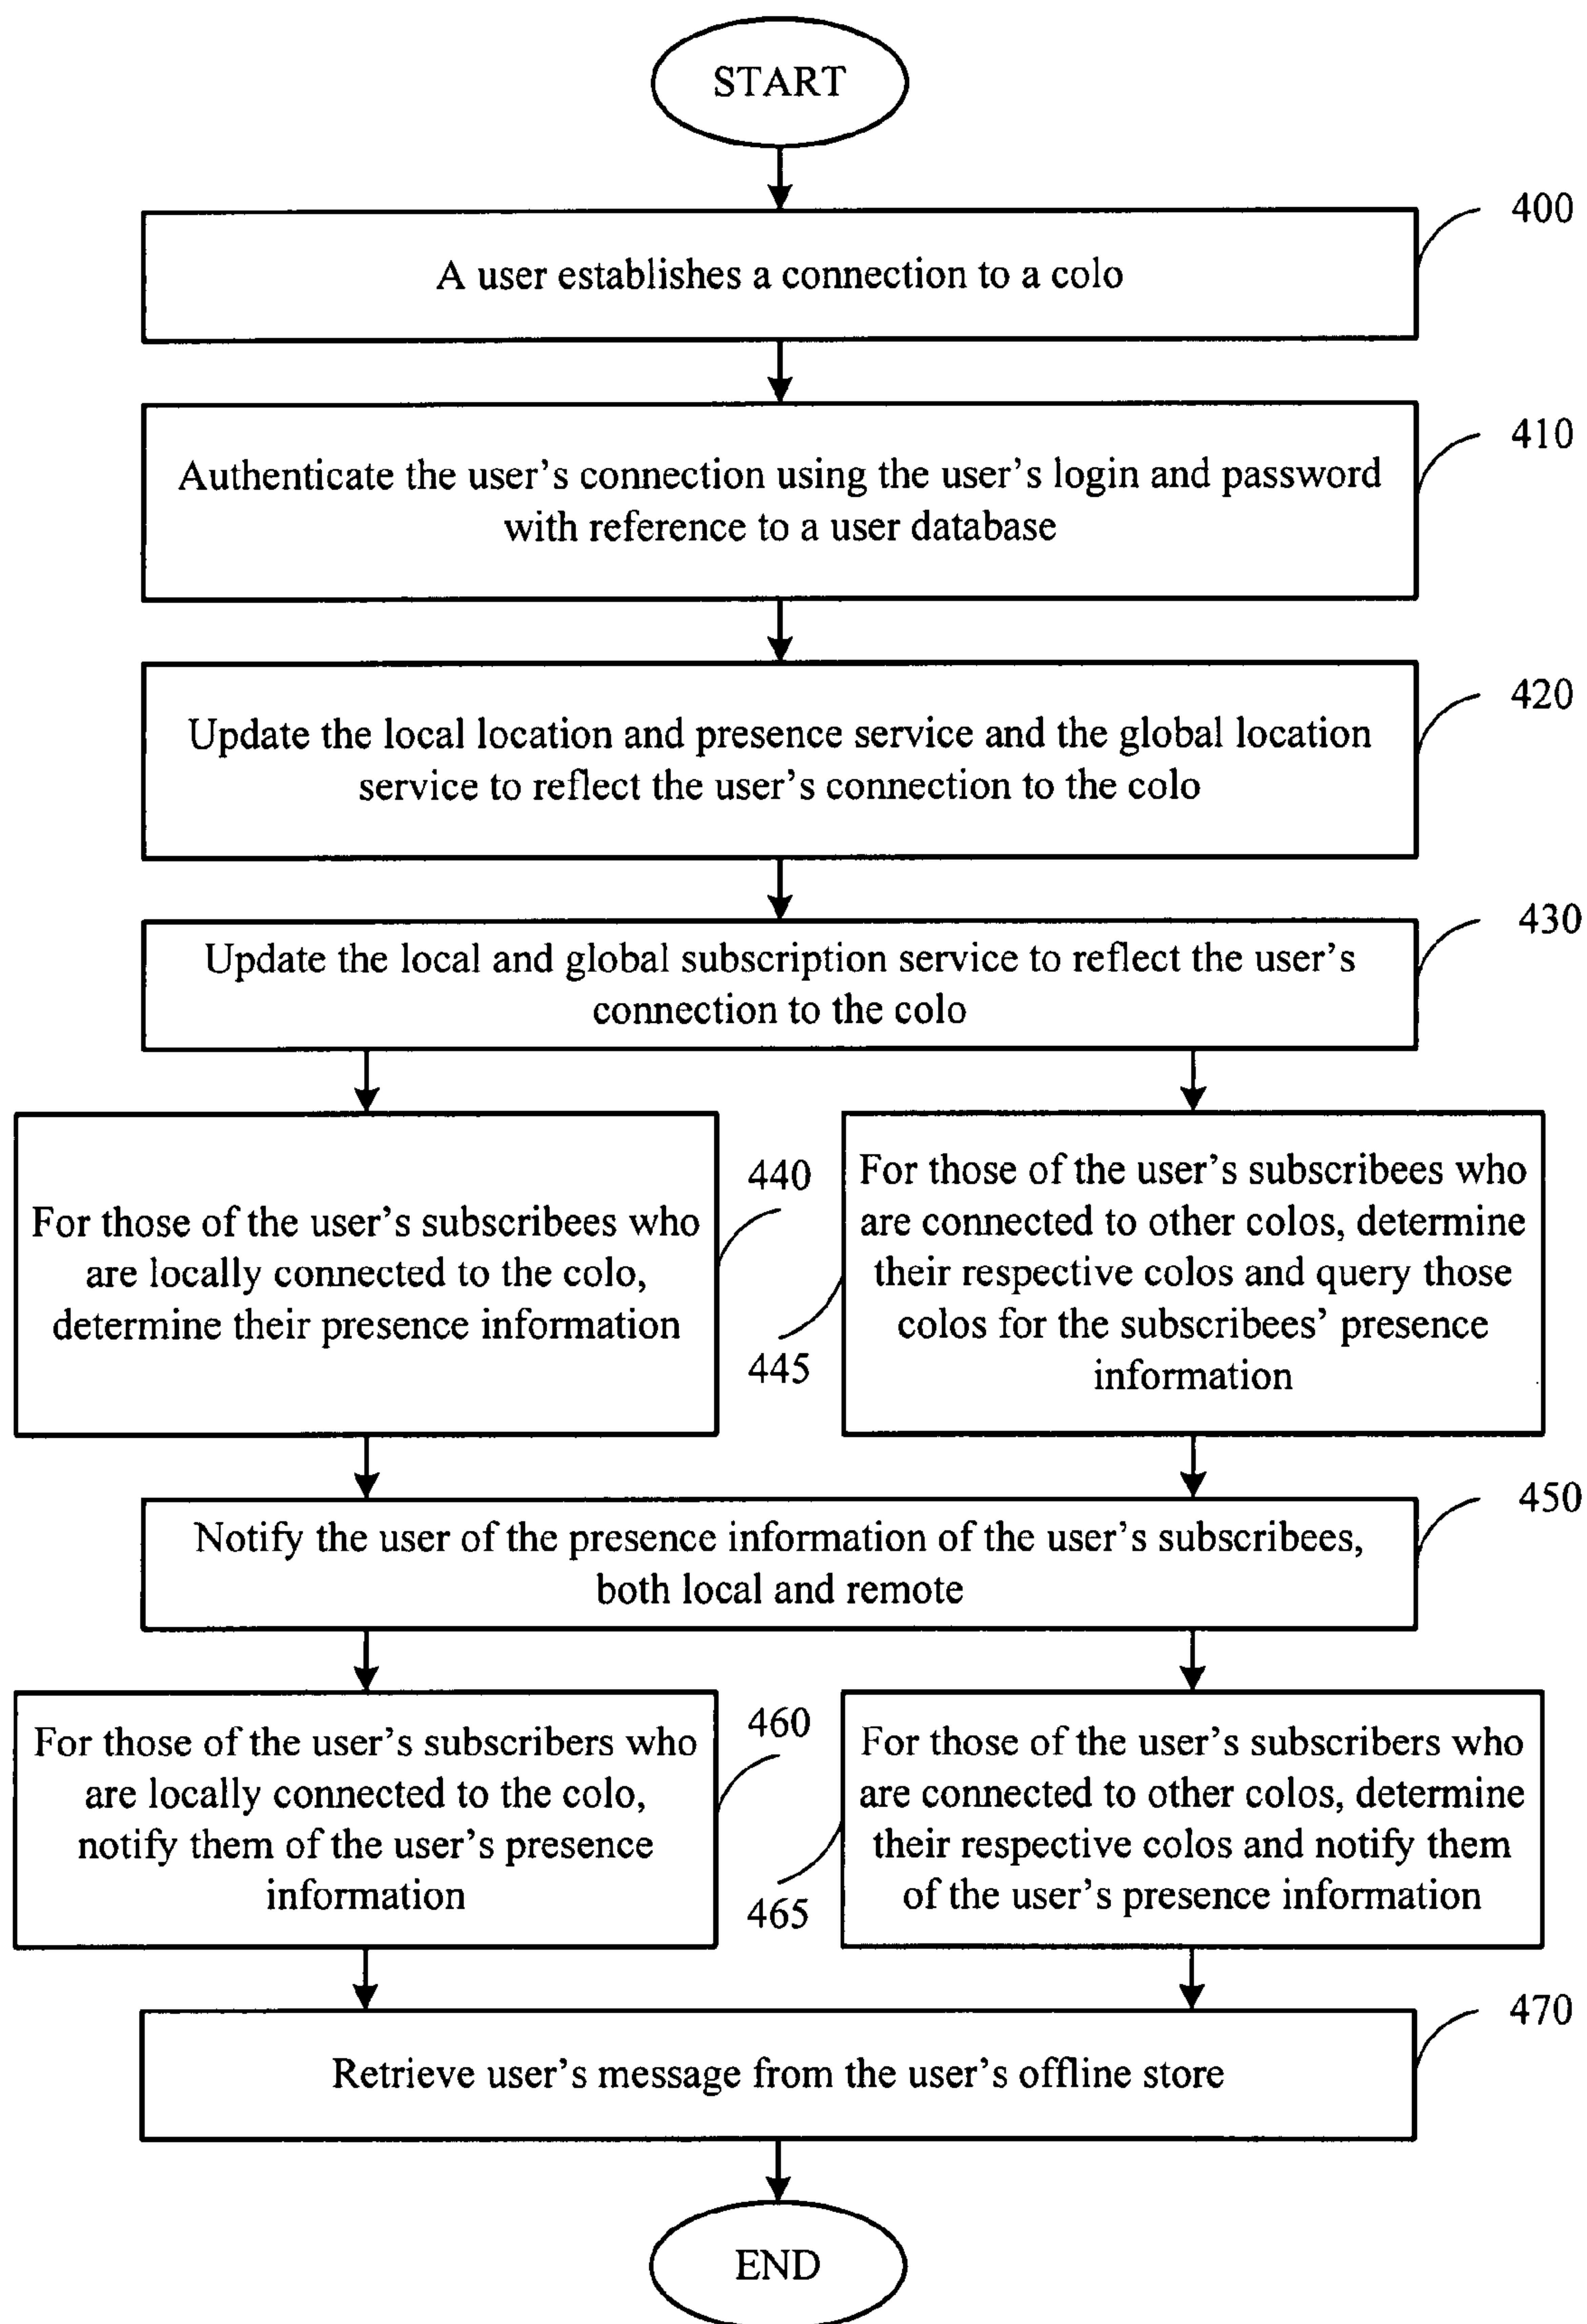 START
400
A user establishes a connection to a colo
410
Authenticate the user's connection using the user's login and password
with reference to a user database
420
Update the local location and presence service and the global location
service to reflect the user's connection to the colo
430
Update the local and global subscription service to reflect the user's
connection to the colo
440
For those of the user's subscribees who
are locally connected to the colo,
determine their presence information
445
For those of the user's subscribees who
are connected to other colos, determine
their respective colos and query those
colos for the subscribees' presence
information
450
Notify the user of the presence information of the user's subscribees,
both local and remote
460
For those of the user's subscribers who
are locally connected to the colo,
notify them of the user's presence
information
465
For those of the user's subscribers who
are connected to other colos, determine
their respective colos and notify them
of the user's presence information
470
Retrieve user's message from the user's offline store
END